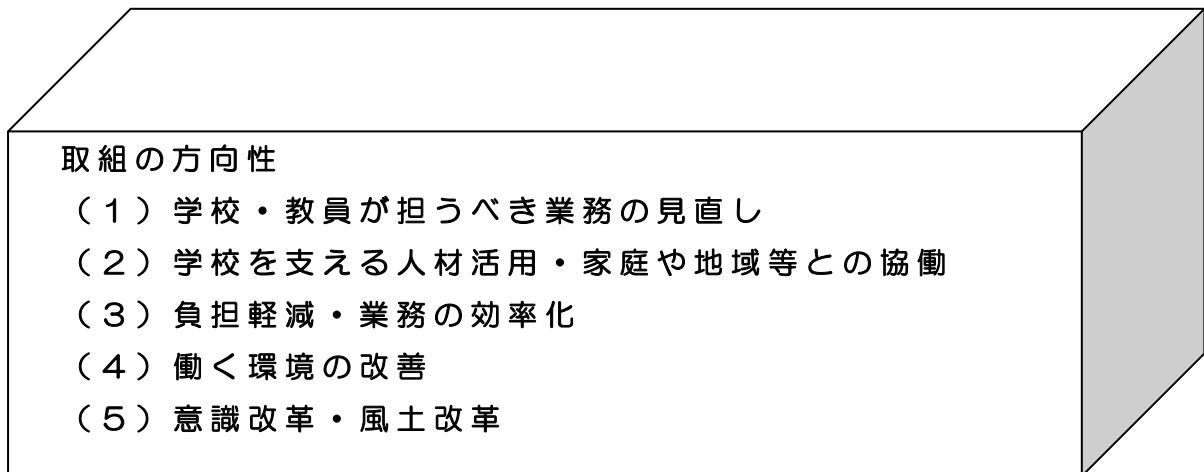 取組の方向性
（１）学校・教員が担うべき業務の見直し
（２）学校を支える人材活用・家庭や地域等との協働
（３）負担軽減・業務の効率化
（４）働く環境の改善
（５）意識改革・風土改革